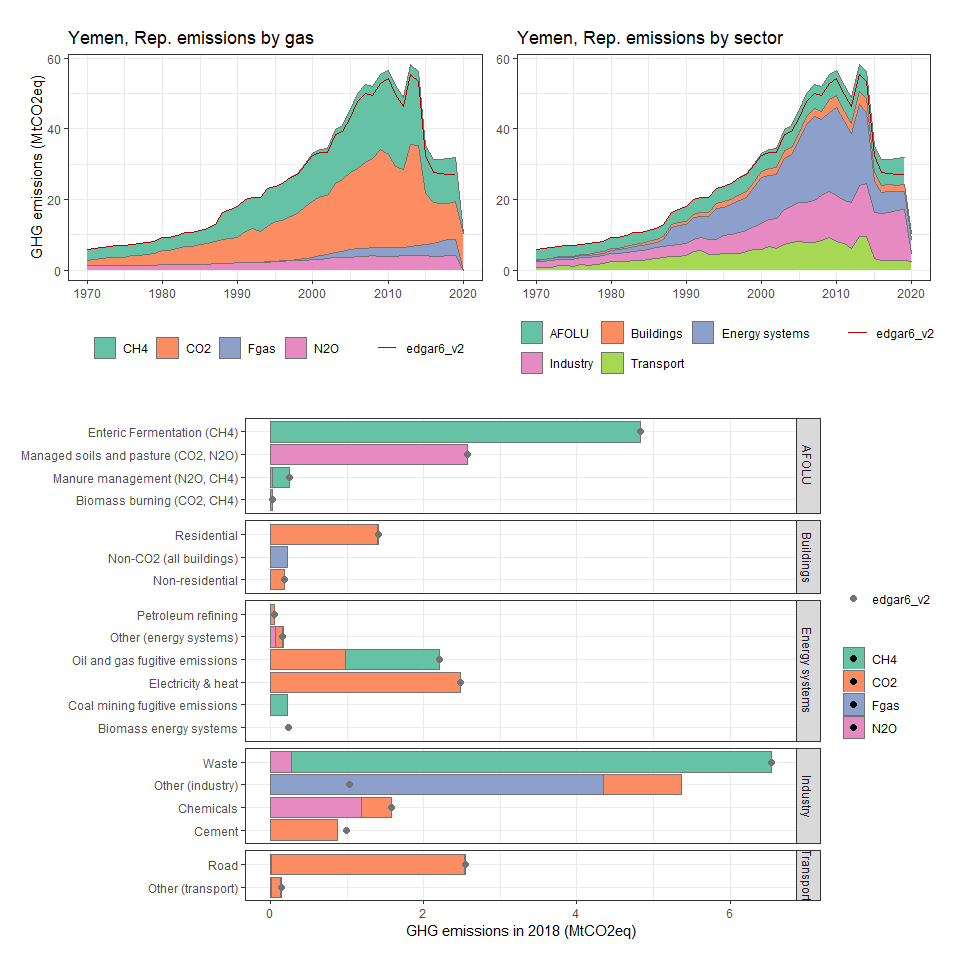 Yemen, Rep. emissions by gas
GHG emissions (MtCO2eq)
60
40
20
0
1970 1980 1990 2000 2010 2020
CH4 CO2 Fgas N2O edgar6_v2
Yemen, Rep. emissions by sector
60
40
20
0
1970 1980 1990 2000 2010 2020
AFOLU Buildings Energy systems edgar6_v2
Industry Transport
Enteric Fermentation (CH4)
Managed soils and pasture (CO2, N2O)
Manure management (N2O, CH4)
Biomass burning (CO2, CH4)
AFOLU
Residential
Non-CO2 (all buildings)
Non-residential
Buildings
Petroleum refining
Other (energy systems)
Oil and gas fugitive emissions
Electricity & heat
Coal mining fugitive emissions
Biomass energy systems
Energy systems
Waste
Other (industry)
Chemicals
Cement
Industry
Road
Other (transport)
Transport
0 2 4 6
GHG emissions in 2018 (MtCO2eq)
edgar6_v2
CH4
CO2
Fgas
N2O